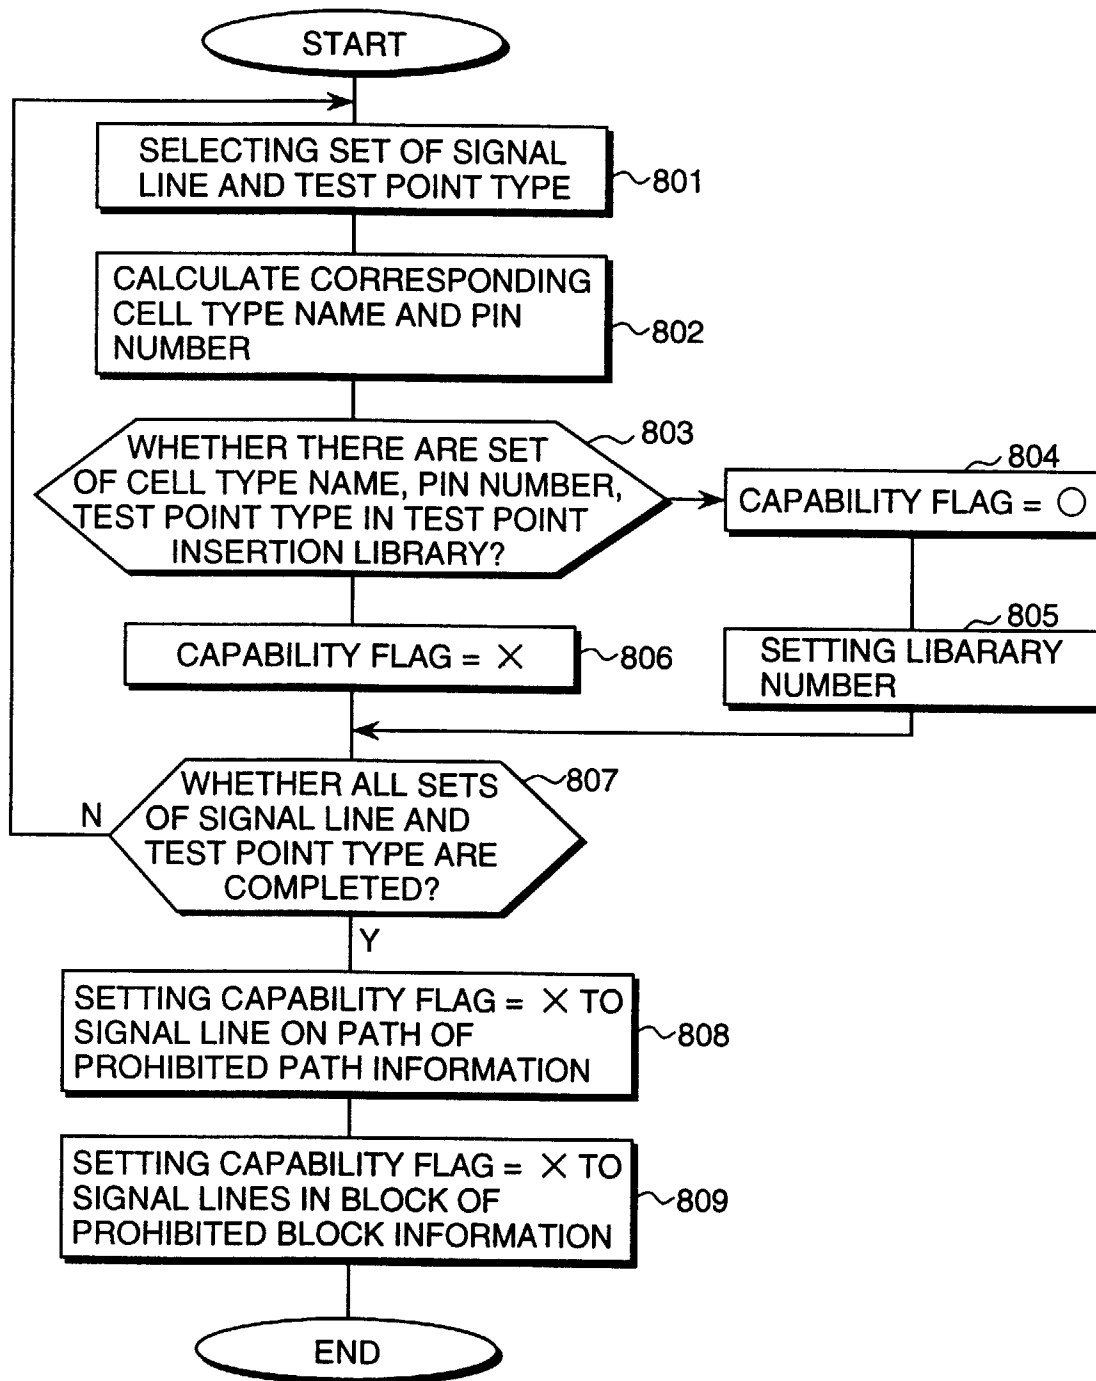 START
SELECTING SET OF SIGNAL
LINE AND TEST POINT TYPE
801
CALCULATE CORRESPONDING
CELL TYPE NAME AND PIN
NUMBER
802
WHETHER THERE ARE SET
OF CELL TYPE NAME, PIN NUMBER,
TEST POINT TYPE IN TEST POINT
INSERTION LIBRARY?
803
804
CAPABILITY FLAG = ○
805
SETTING LIBARARY
NUMBER
CAPABILITY FLAG = ×
806
WHETHER ALL SETS
OF SIGNAL LINE AND
TEST POINT TYPE ARE
COMPLETED?
807
N
Y
SETTING CAPABILITY FLAG = × TO
SIGNAL LINE ON PATH OF
PROHIBITED PATH INFORMATION
808
SETTING CAPABILITY FLAG = × TO
SIGNAL LINES IN BLOCK OF
PROHIBITED BLOCK INFORMATION
809
END